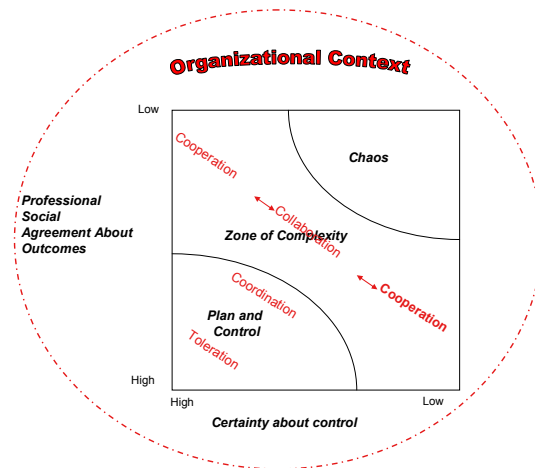 Organizational Context
Low
Cooperation
Chaos
Professional
Social
Agreement About
Outcomes
Collaboration
Zone of Complexity
Coordination
Cooperation
Plan and
Control
Toleration
High
High
Low
Certainty about control